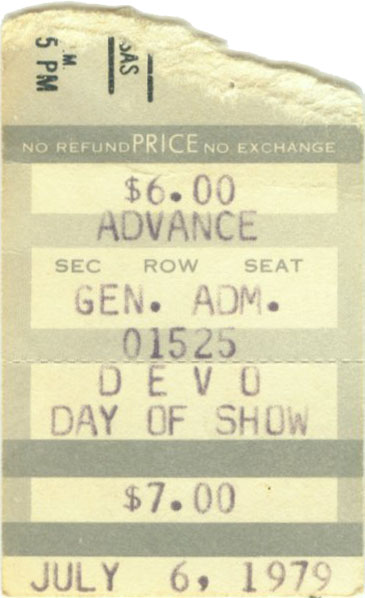 5 PM
NO REFUND PRICE NO EXCHANGE
$6.00
ADVANCE
SEC ROW SEAT
GEN. ADM.
01525
DEVO
DAY OF SHOW
$7.00
JULY 6, 1979